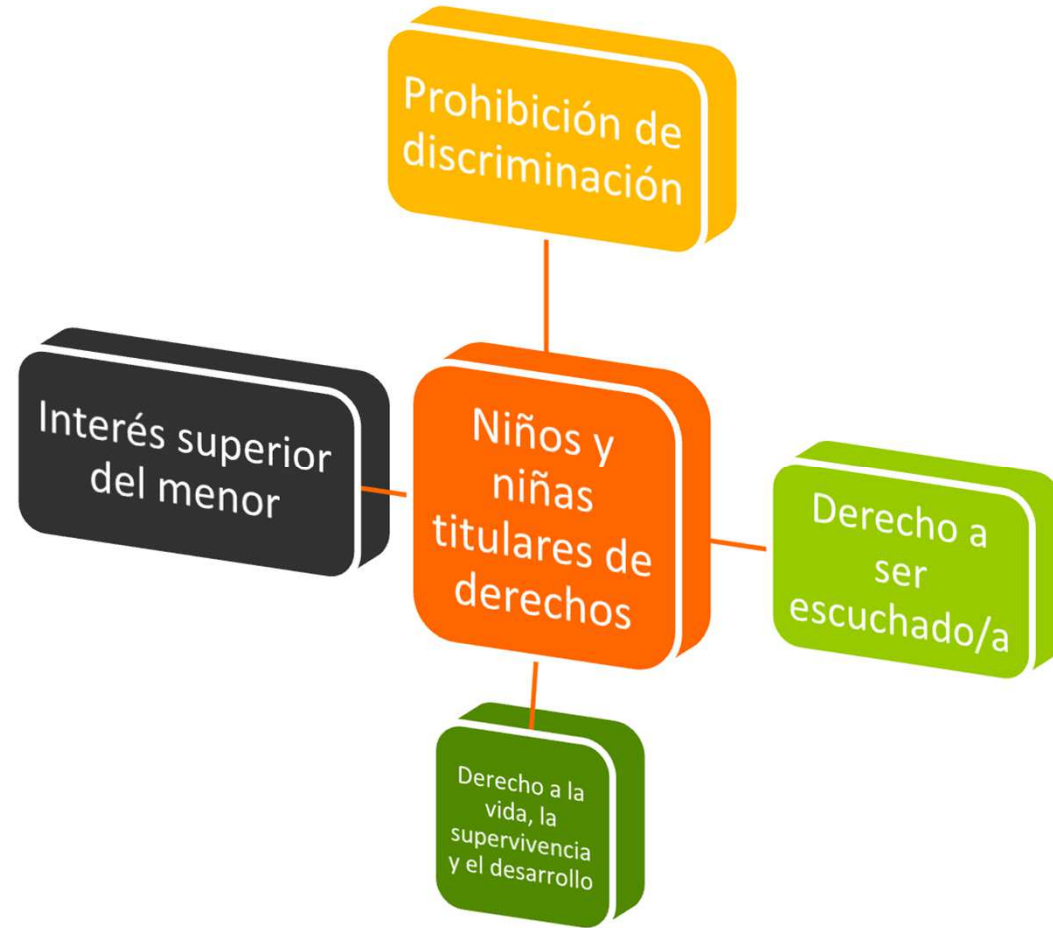 Prohibición de
discriminación
Interés superior
del menor
Niños y
niñas
titulares de
derechos
Derecho a
ser
escuchado/a
Derecho a la
vida, la
supervivencia
y el desarrollo